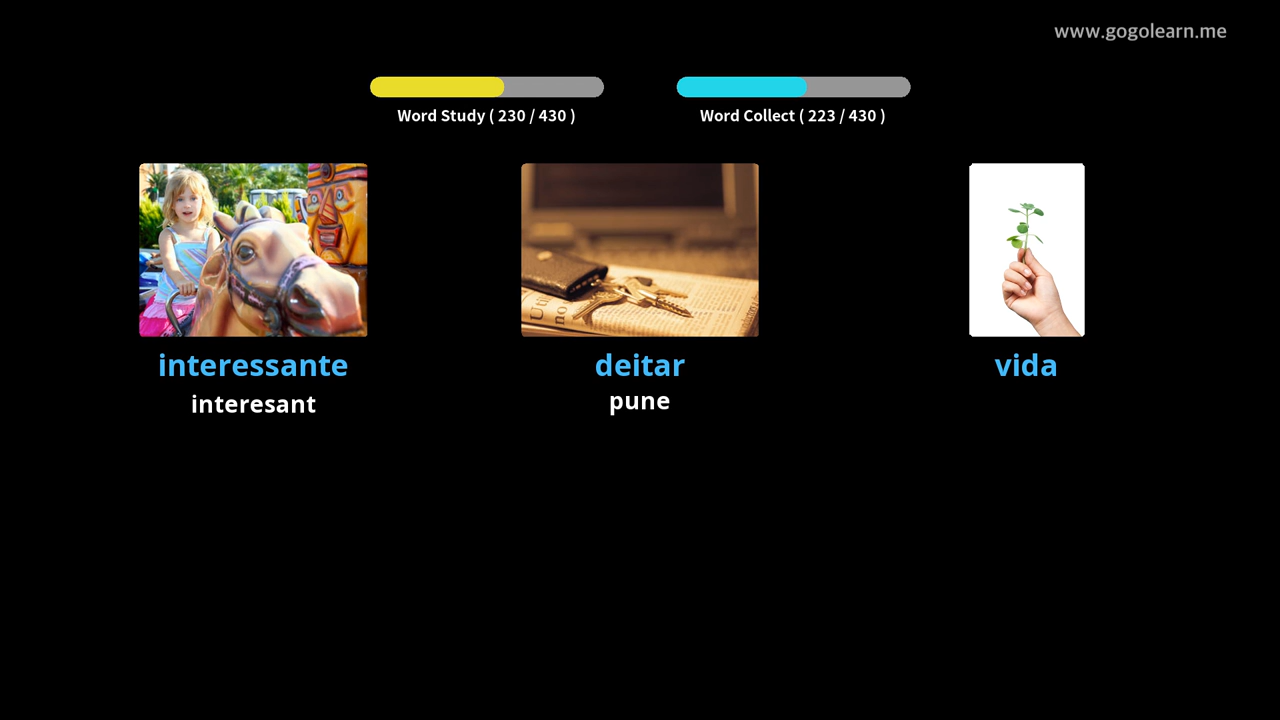 www.gogolearn.me
Word Study ( 230 / 430 )
Word Collect ( 223 / 430 )
interessante
deitar
vida
interesant
pune